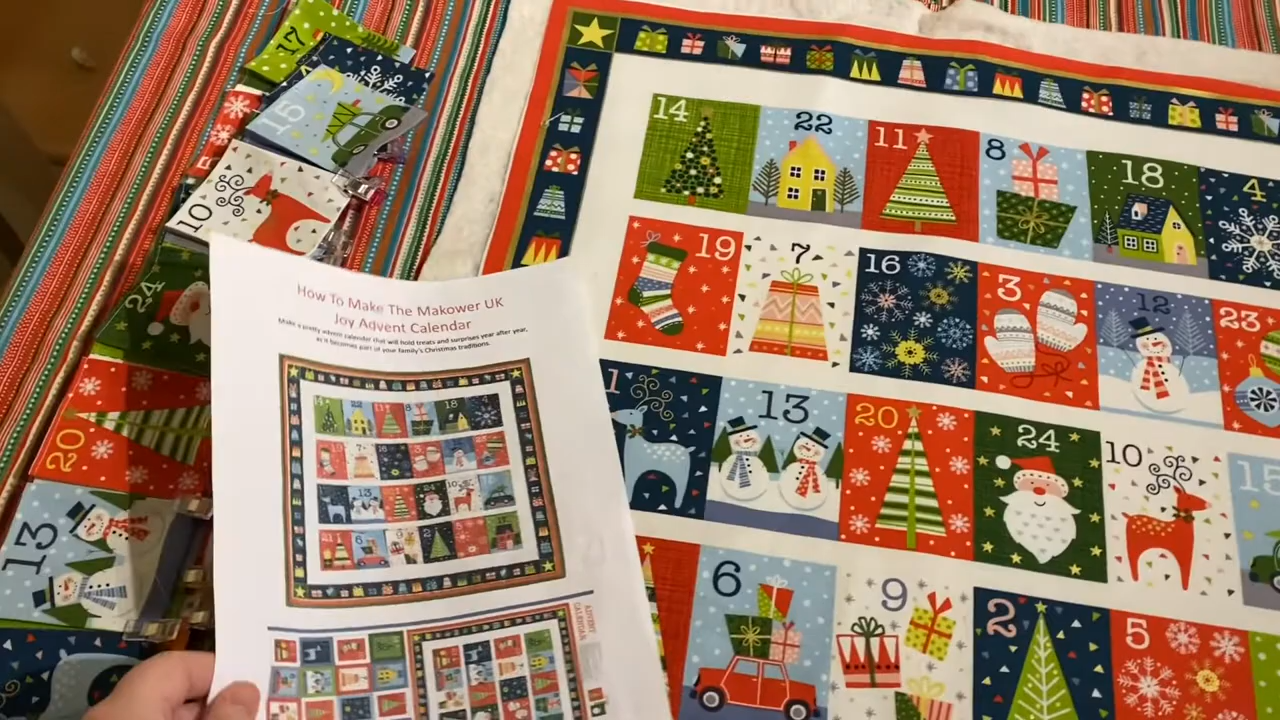 17
15
10
24
20
13
How To Make The Makower UK
Joy Advent Calendar
Make a pretty advent calendar that will hold treats and surprises year after year,
as it becomes part of your family's Christmas traditions.
ADVENT
CALENDAR
14 22 11 8 18 4
19 7 16 3 12 23
1 13 20 24 10 15
6 9 2 5